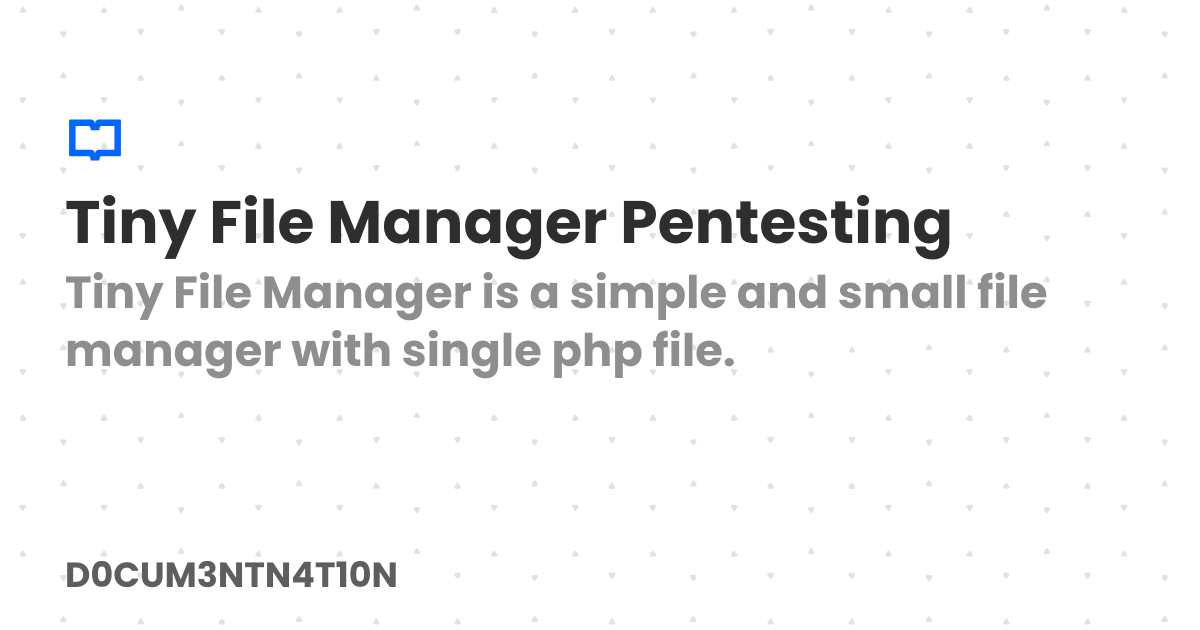 Tiny File Manager Pentesting
Tiny File Manager is a simple and small file
manager with single php file.
D0CUM3NTN4T10N